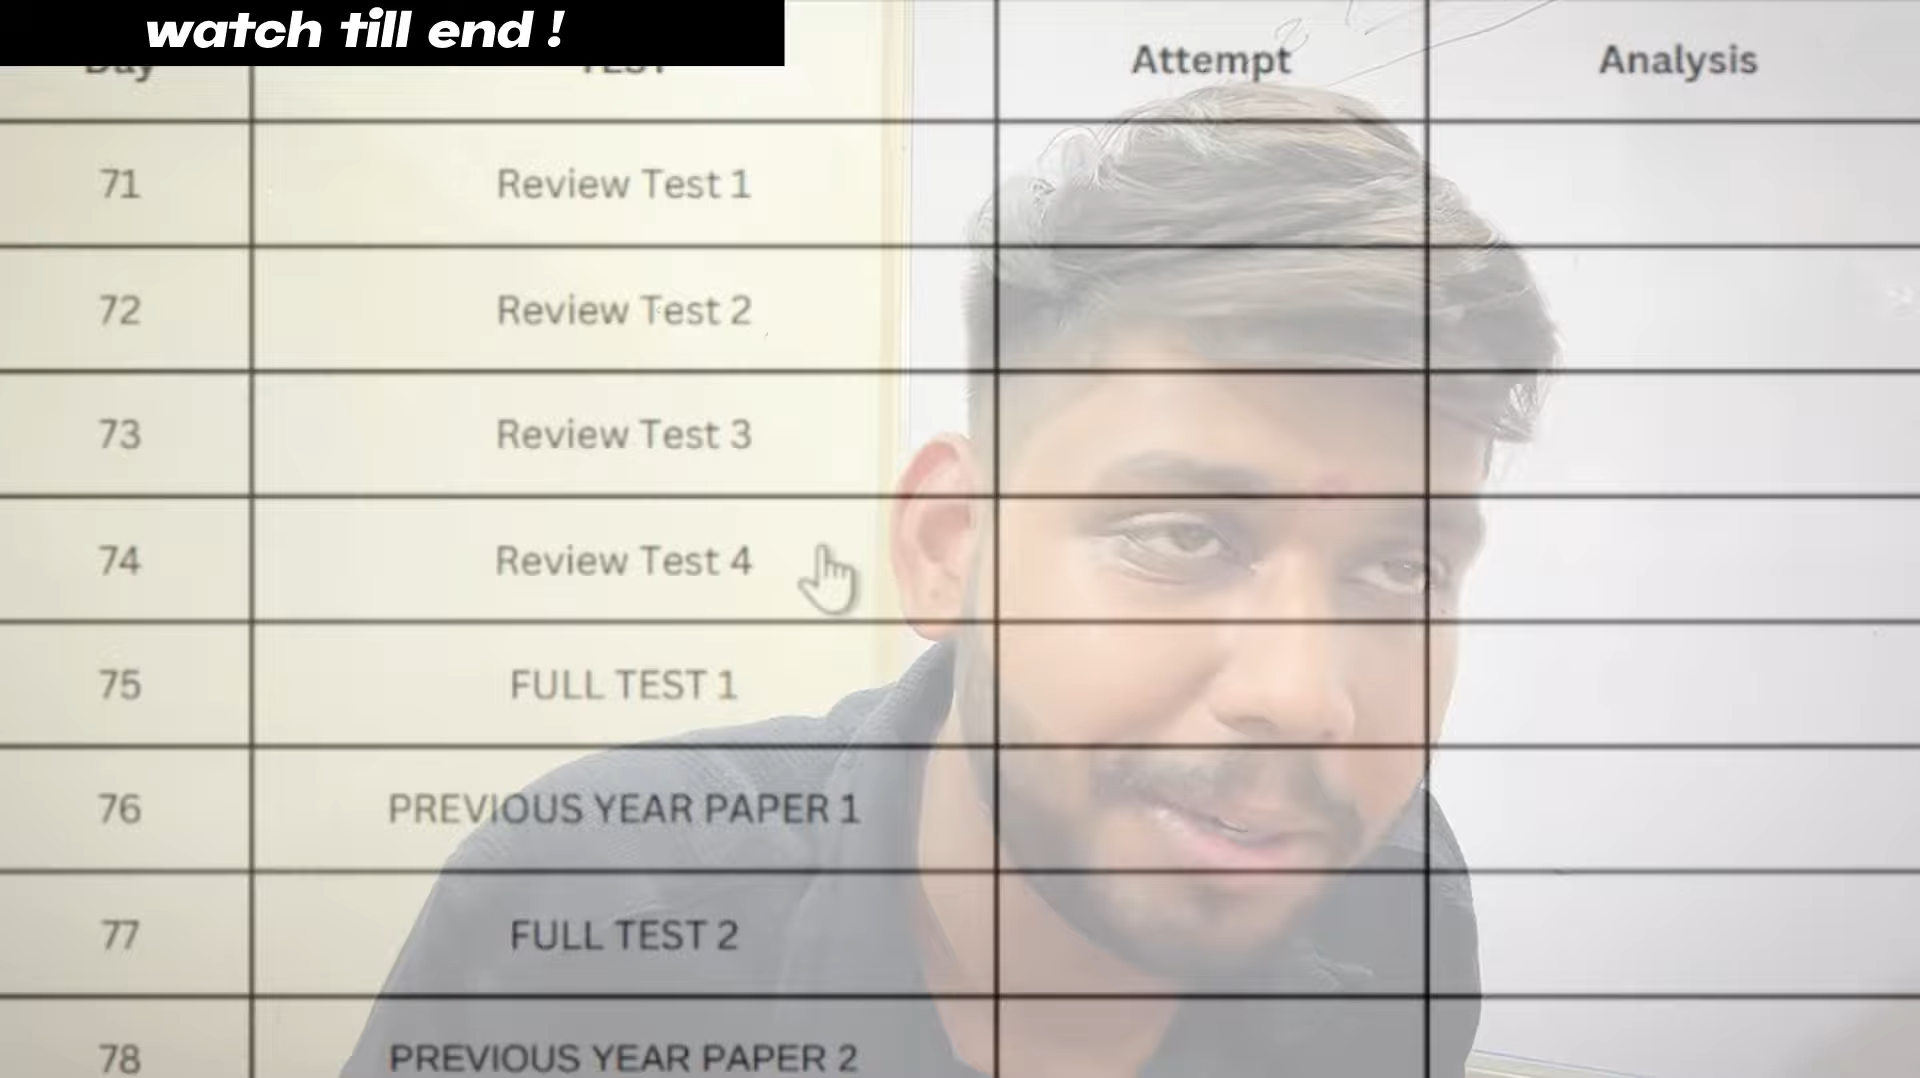 watch till end !
Day TEST Attempt Analysis
71 Review Test 1
72 Review Test 2
73 Review Test 3
74 Review Test 4
75 FULL TEST 1
76 PREVIOUS YEAR PAPER 1
77 FULL TEST 2
78 PREVIOUS YEAR PAPER 2